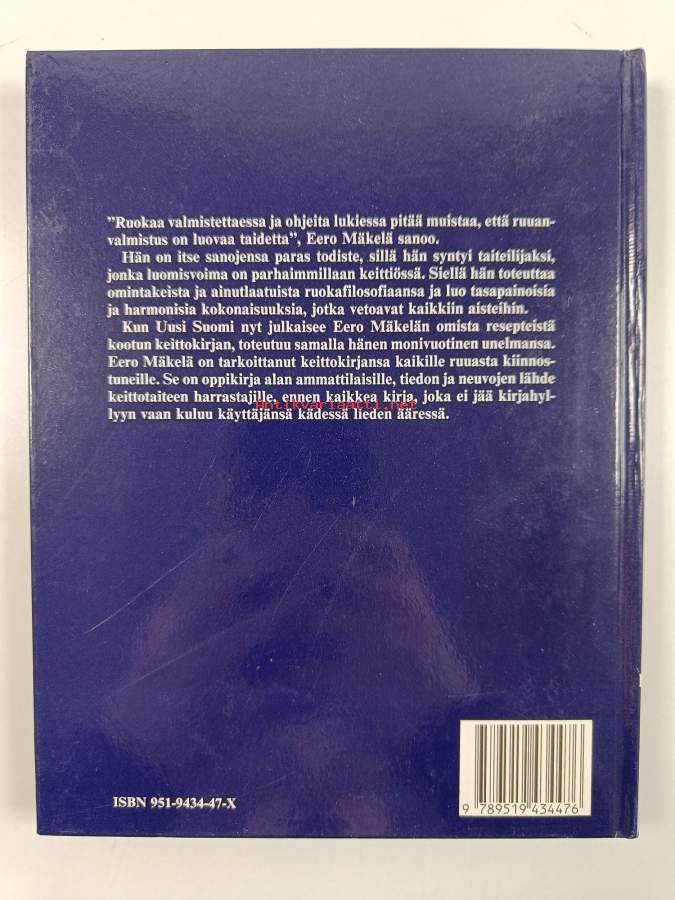 ”Ruokaa valmistettaessa ja ohjeita lukiessa pitää muistaa, että ruuan-
valmistus on luovaa taidetta”, Eero Mäkelä sanoo.
Hän on itse sanojensa paras todiste, sillä hän syntyi taiteilijaksi,
jonka luomisvoima on parhaimmillaan keittiössä. Siellä hän toteuttaa
omintakeista ja ainutlaatuista ruokafilosofiaansa ja luo tasapainoisia
ja harmonisia kokonaisuuksia, jotka vetoavat kaikkiin aisteihin.
Kun Uusi Suomi nyt julkaisee Eero Mäkelän omista resepteistä
kootun keittokirjan, toteutuu samalla hänen monivuotinen unelmansa.
Eero Mäkelä on tarkoittanut keittokirjansa kaikille ruuasta kiinnos-
tuneille. Se on oppikirja alan ammattilaisille, tiedon ja neuvojen lähde
keittotaiteen harrastajille, ennen kaikkea kirja, joka ei jää kirjahyl-
lyyn vaan kuluu käyttäjänsä kädessä lieden ääressä.
Antikvariaatti.net
ISBN 951-9434-47-X
9 789519 434476